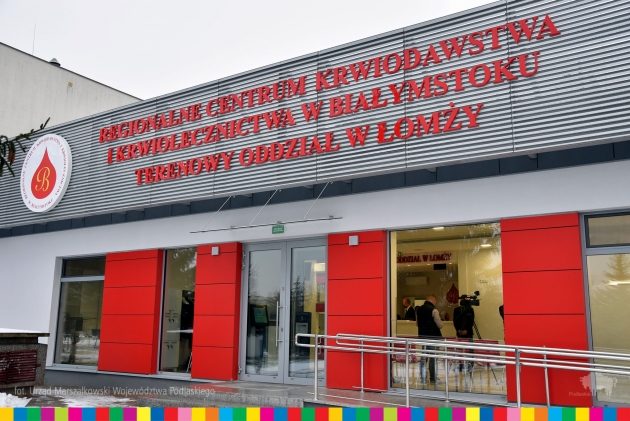 REGIONALNE CENTRUM KRWIODAWSTWA
I KRWIOLECZNICTWA W BIAŁYMSTOKU
TERENOWY ODDZIAŁ W ŁOMŻY
B
ODDZIAŁ W ŁOMŻY
fot. Urząd Marszałkowski Województwa Podlaskiego